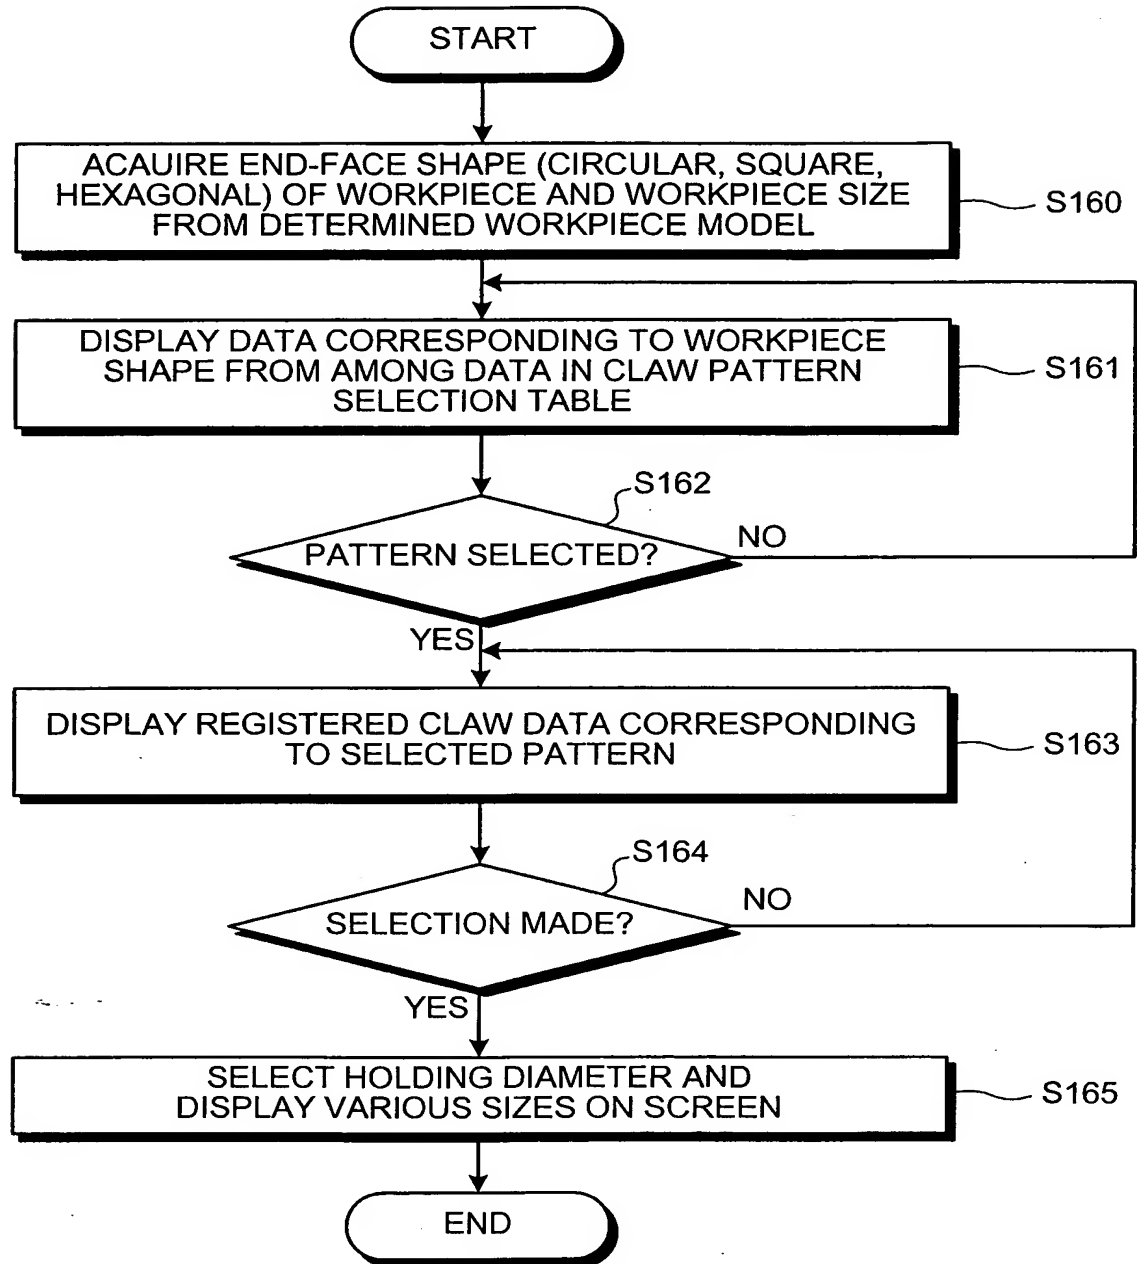 START
ACAUIRE END-FACE SHAPE (CIRCULAR, SQUARE,
HEXAGONAL) OF WORKPIECE AND WORKPIECE SIZE
FROM DETERMINED WORKPIECE MODEL
S160
DISPLAY DATA CORRESPONDING TO WORKPIECE
SHAPE FROM AMONG DATA IN CLAW PATTERN
SELECTION TABLE
S161
S162
PATTERN SELECTED?
NO
YES
DISPLAY REGISTERED CLAW DATA CORRESPONDING
TO SELECTED PATTERN
S163
S164
SELECTION MADE?
NO
YES
SELECT HOLDING DIAMETER AND
DISPLAY VARIOUS SIZES ON SCREEN
S165
END